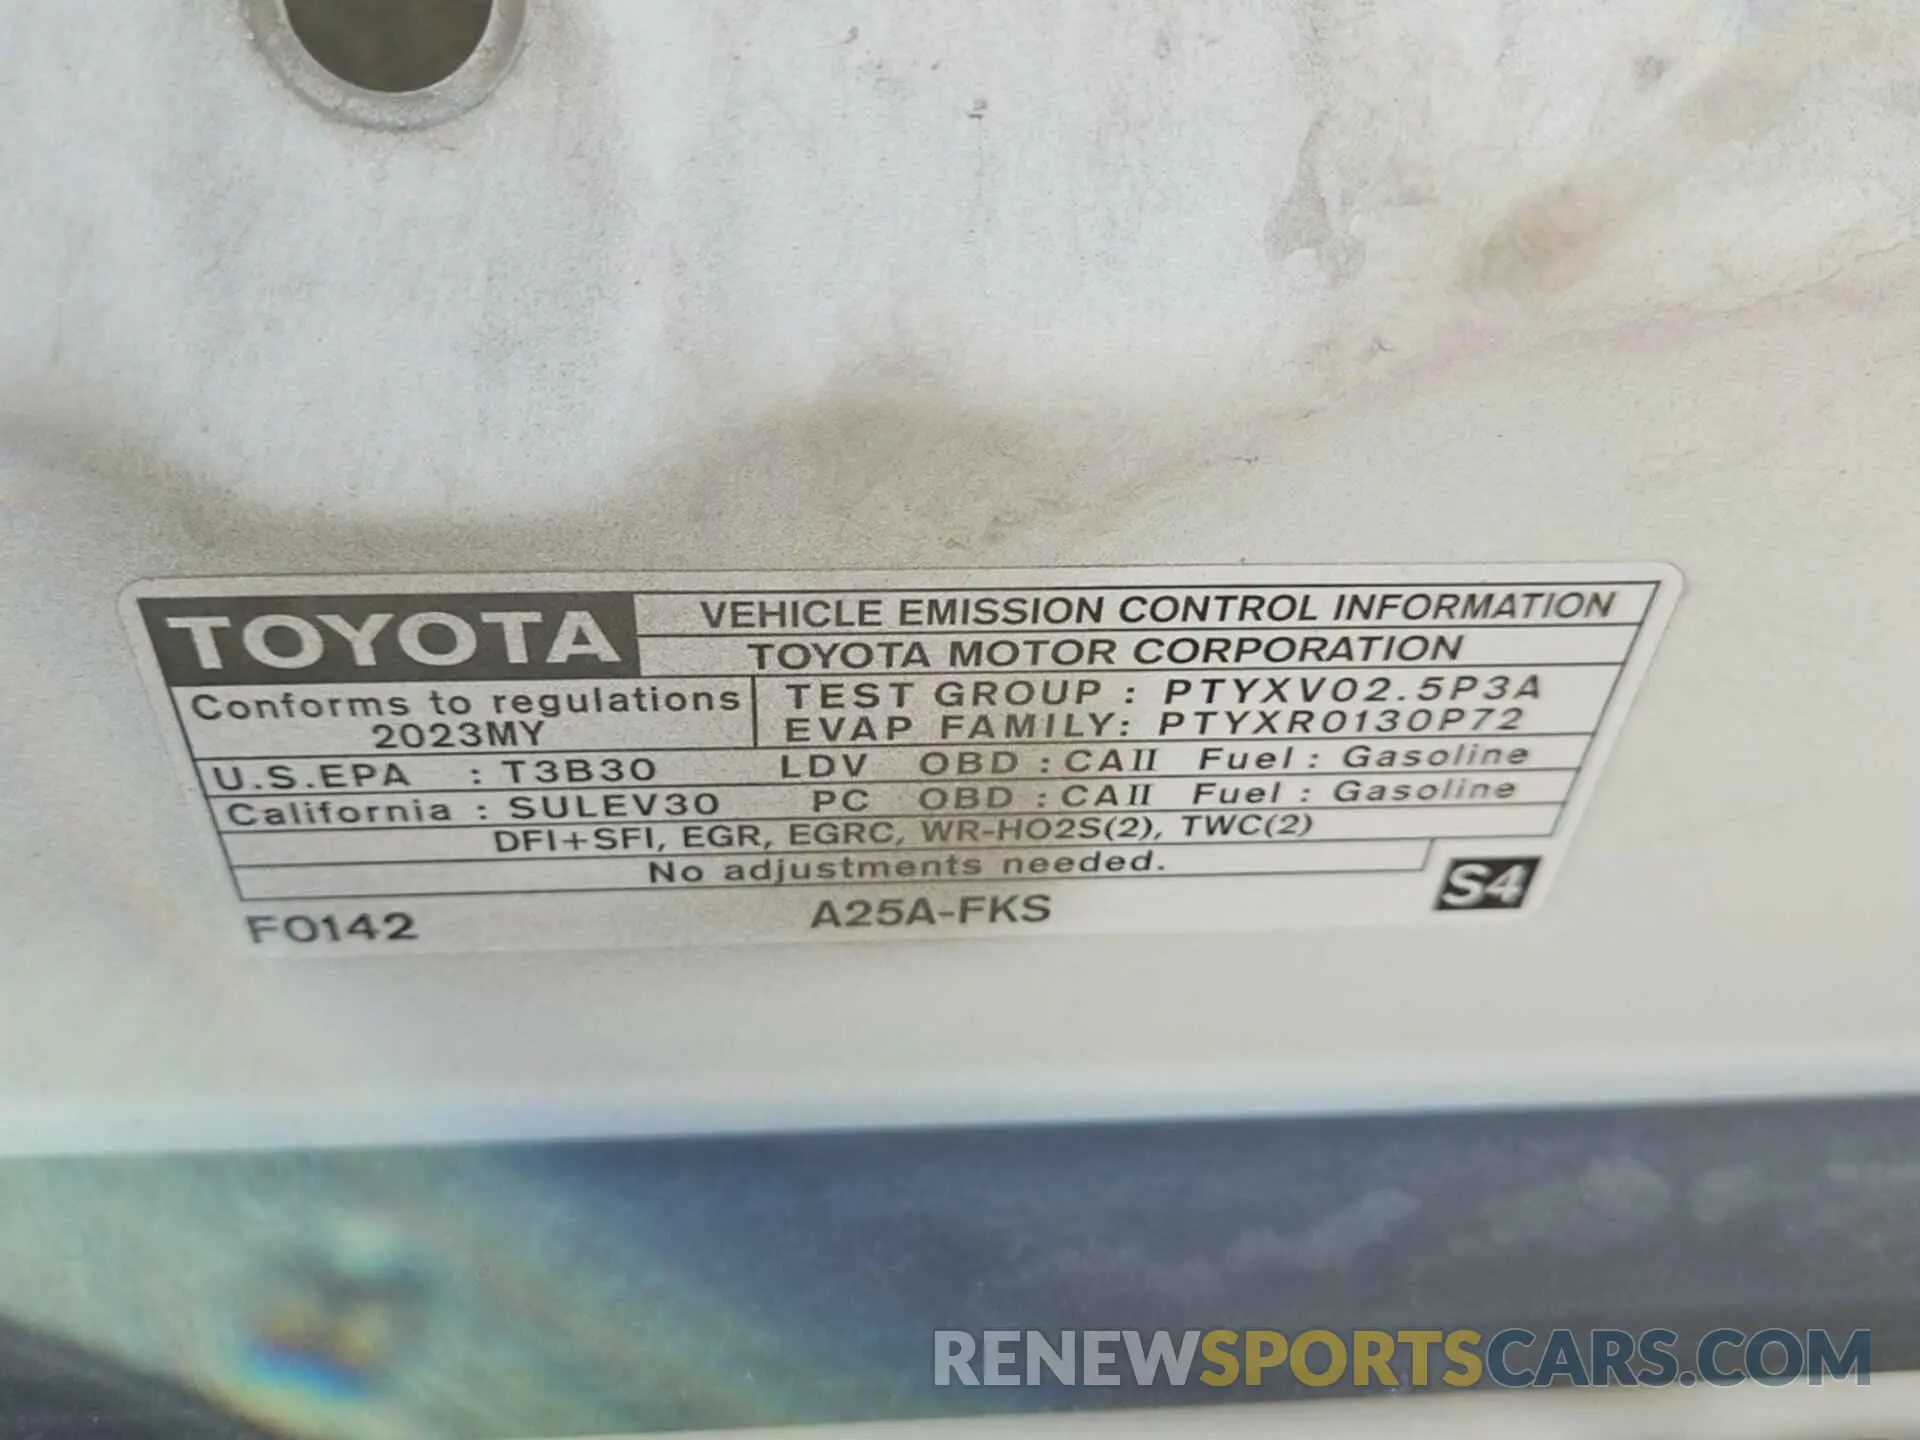 TOYOTA
VEHICLE EMISSION CONTROL INFORMATION
TOYOTA MOTOR CORPORATION
Conforms to regulations
2023MY
TEST GROUP : PTYXV02.5P3A
EVAP FAMILY: PTYXR0130P72
U.S.EPA : T3B30 LDV OBD : CAII Fuel : Gasoline
California : SULEV30 PC OBD : CAII Fuel : Gasoline
DFI+SFI, EGR, EGRC, WR-HO2S(2), TWC(2)
No adjustments needed.
F0142 A25A-FKS S4
RENEWSPORTSCARS.COM